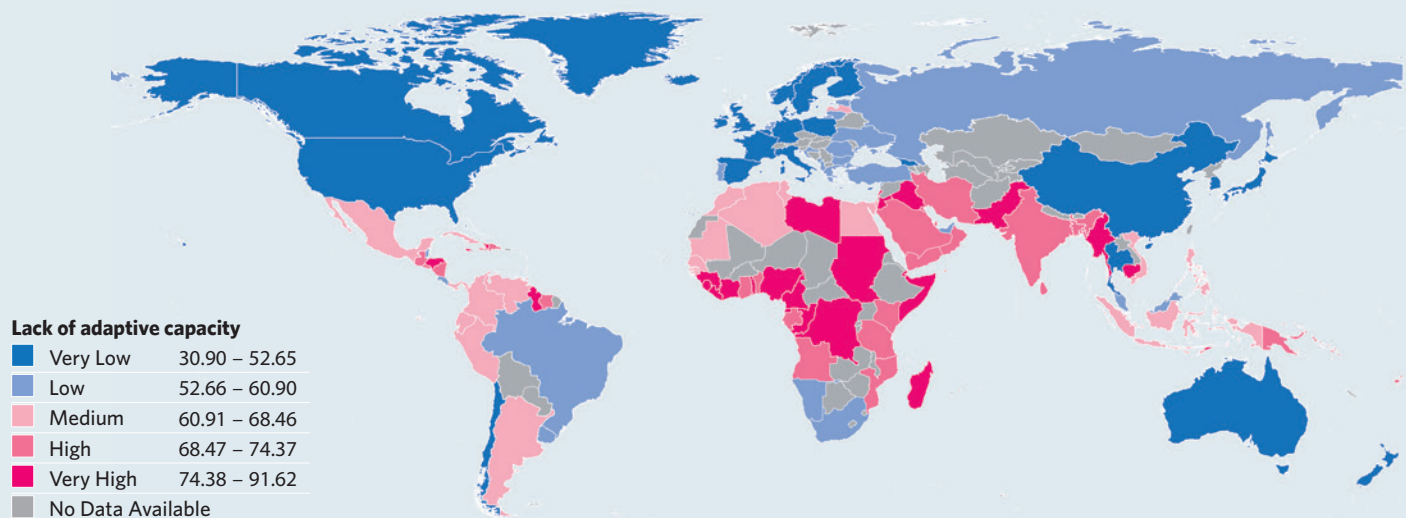 Lack of adaptive capacity
Very Low 30.90 – 52.65
Low 52.66 – 60.90
Medium 60.91 – 68.46
High 68.47 – 74.37
Very High 74.38 – 91.62
No Data Available